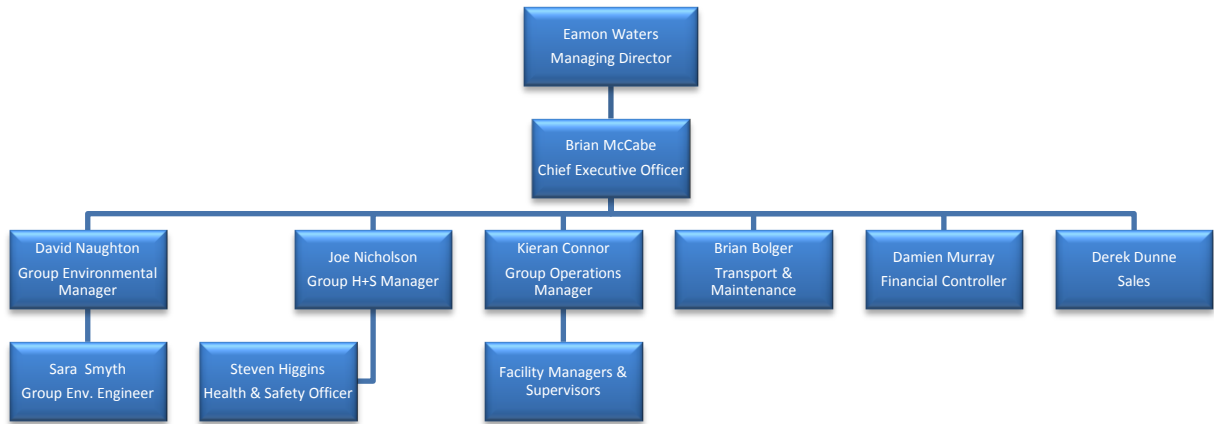 Eamon Waters
Managing Director
Brian McCabe
Chief Executive Officer
David Naughton
Group Environmental
Manager
Joe Nicholson
Group H+S Manager
Kieran Connor
Group Operations
Manager
Brian Bolger
Transport &
Maintenance
Damien Murray
Financial Controller
Derek Dunne
Sales
Sara Smyth
Group Env. Engineer
Steven Higgins
Health & Safety Officer
Facility Managers &
Supervisors